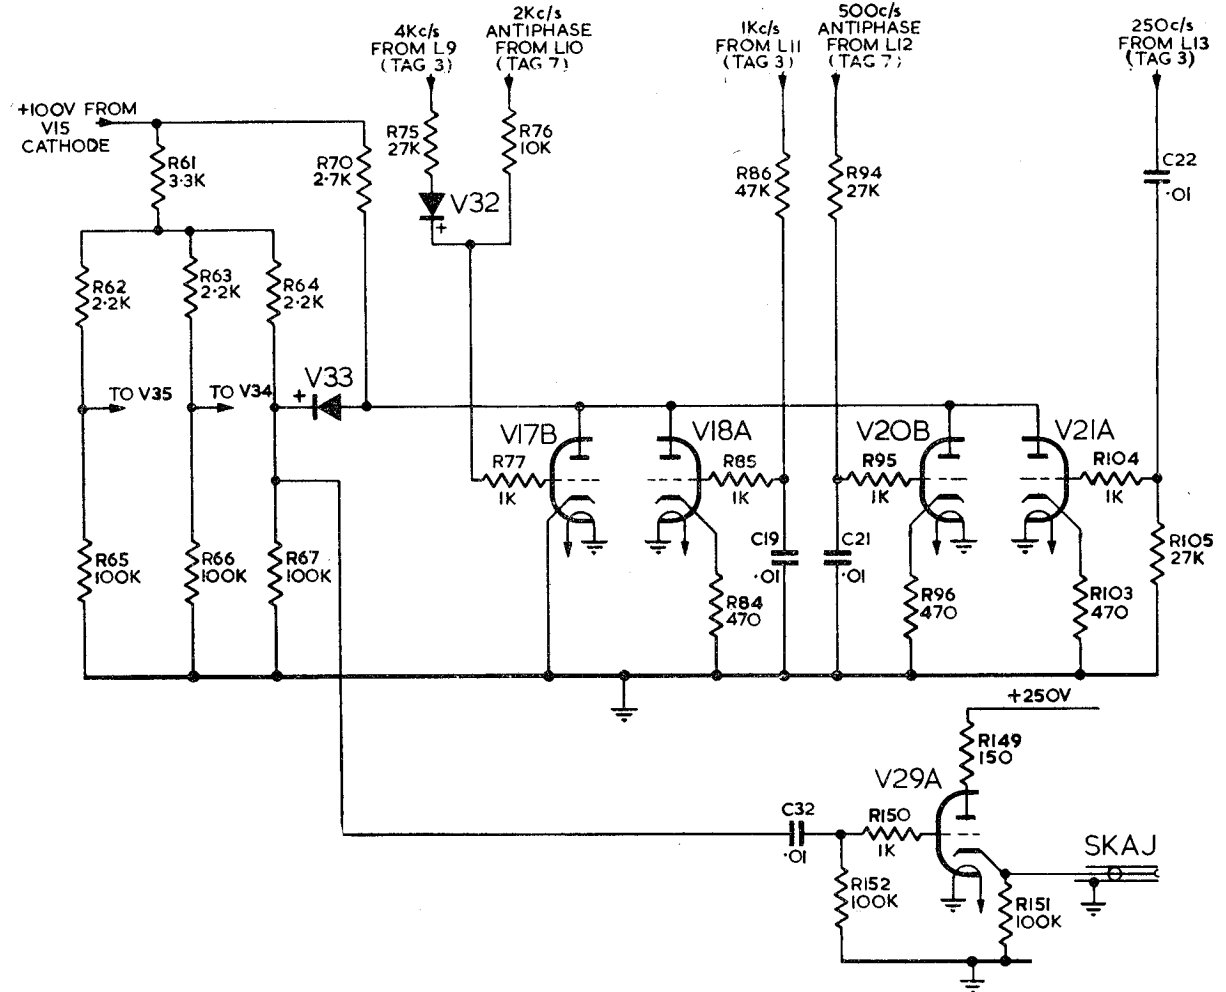 4Kc/s
FROM L9
(TAG 3)
2Kc/s
ANTIPHASE
FROM L10
(TAG 7)
1Kc/s
FROM L11
(TAG 3)
500c/s
ANTIPHASE
FROM L12
(TAG 7)
250c/s
FROM L13
(TAG 3)
+100V FROM
V15
CATHODE
R61
3.3K
R70
2.7K
R75
27K
R76
10K
V32
+
R86
47K
R94
27K
C22
.01
R62
2.2K
R63
2.2K
R64
2.2K
TO V35
TO V34
+
V33
V17B
V18A
V20B
V21A
R77
1K
R85
1K
R95
1K
R104
1K
R65
100K
R66
100K
R67
100K
R84
470
C19
.01
C21
.01
R96
470
R103
470
R105
27K
+250V
R149
150
V29A
C32
.01
R150
1K
R152
100K
R151
100K
SKAJ